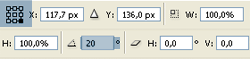 X: 117,7 px Y: 136,0 px W: 100,0%
H: 100,0% 20 ° H: 0,0 ° V: 0,0 °